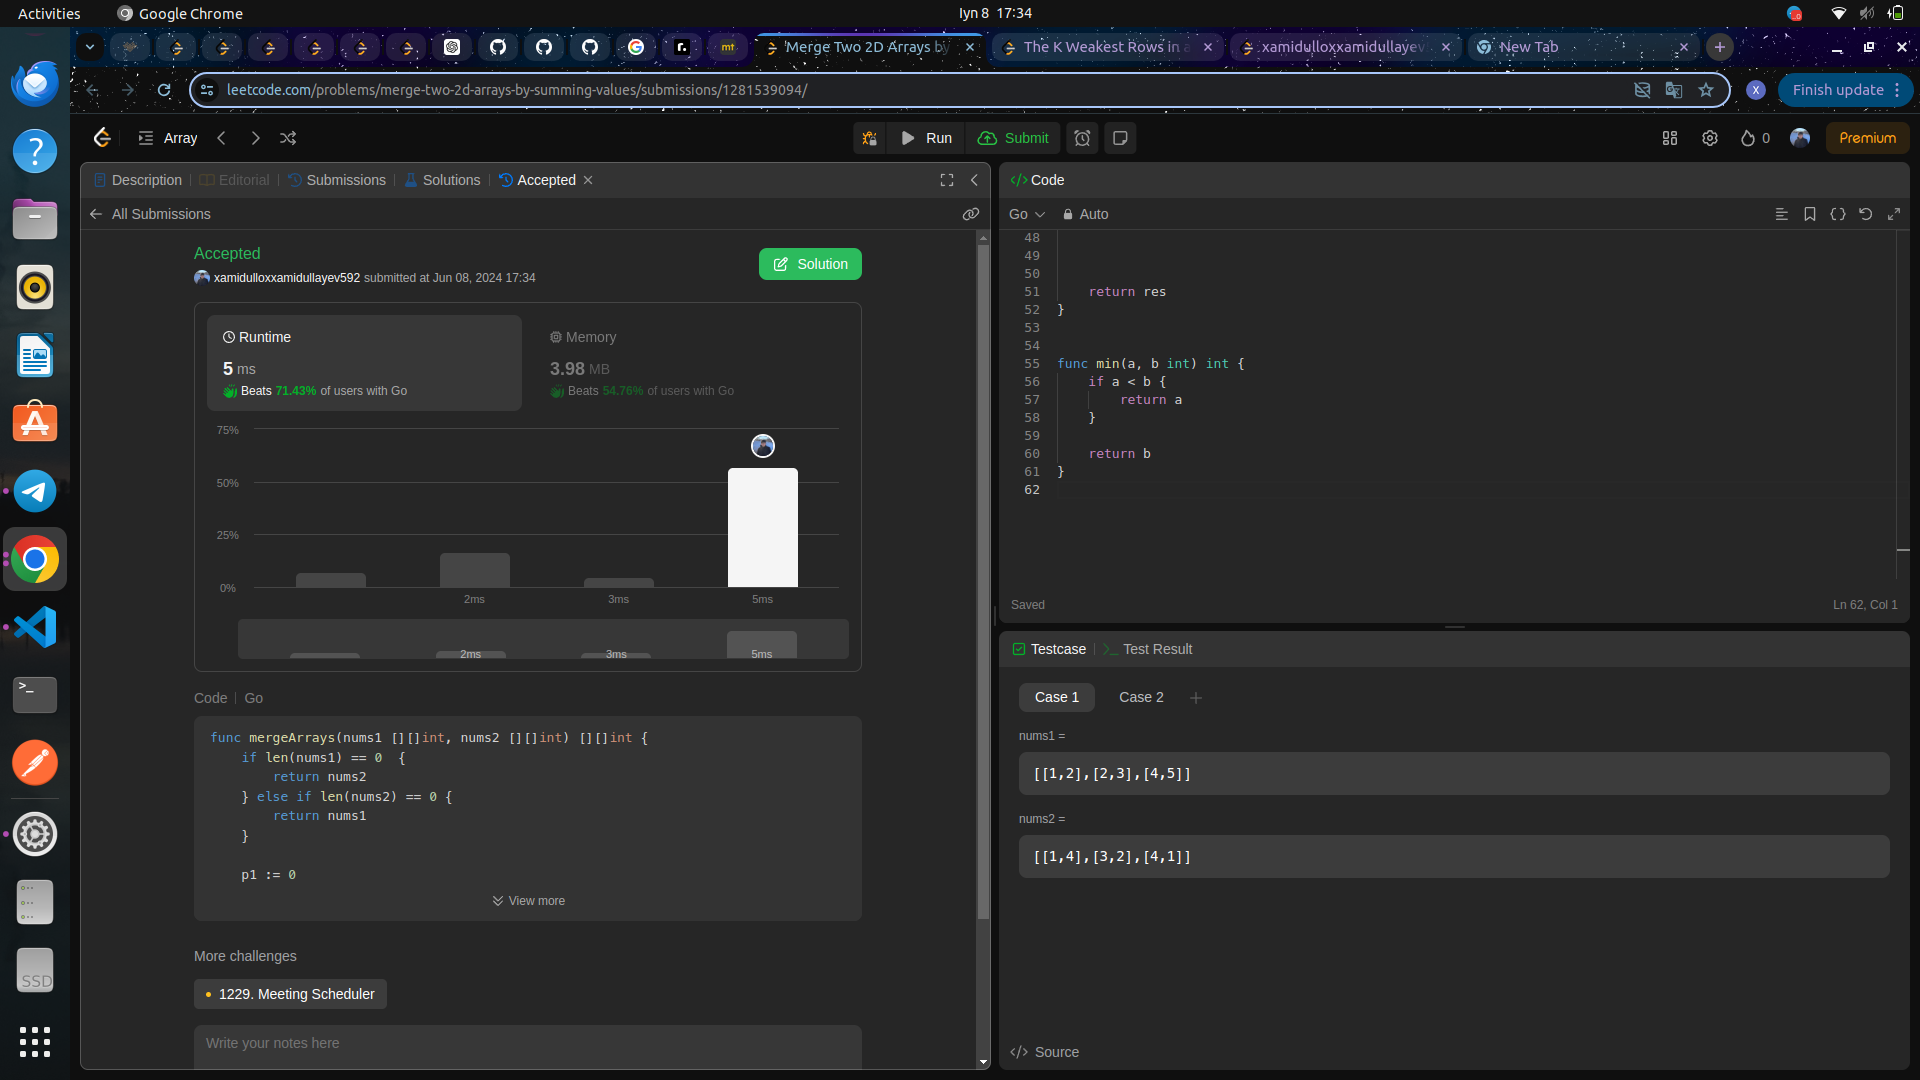 Activities
Google Chrome
Iyn 8 17:34
mt
Merge Two 2D Arrays by
The K Weakest Rows in a
xamidulloxxamidullayev
New Tab
leetcode.com/problems/merge-two-2d-arrays-by-summing-values/submissions/1281539094/
X
Finish update
Array
Run
Submit
0
Premium
Description
Editorial
Submissions
Solutions
Accepted
All Submissions
Accepted
xamidulloxxamidullayev592 submitted at Jun 08, 2024 17:34
Solution
Runtime
5 ms
Beats 71.43% of users with Go
Memory
3.98 MB
Beats 54.76% of users with Go
75%
50%
25%
0%
2ms
3ms
5ms
2ms
3ms
5ms
Code
Go
func mergeArrays(nums1 [][]int, nums2 [][]int) [][]int {
if len(nums1) == 0 {
return nums2
} else if len(nums2) == 0 {
return nums1
}
p1 := 0
View more
More challenges
1229. Meeting Scheduler
Write your notes here
Code
Go
Auto
48
49
50
51 return res
52 }
53
54
55 func min(a, b int) int {
56 if a < b {
57 return a
58 }
59
60 return b
61 }
62
Saved
Ln 62, Col 1
Testcase
Test Result
Case 1
Case 2
nums1 =
[[1,2],[2,3],[4,5]]
nums2 =
[[1,4],[3,2],[4,1]]
Source
SSD